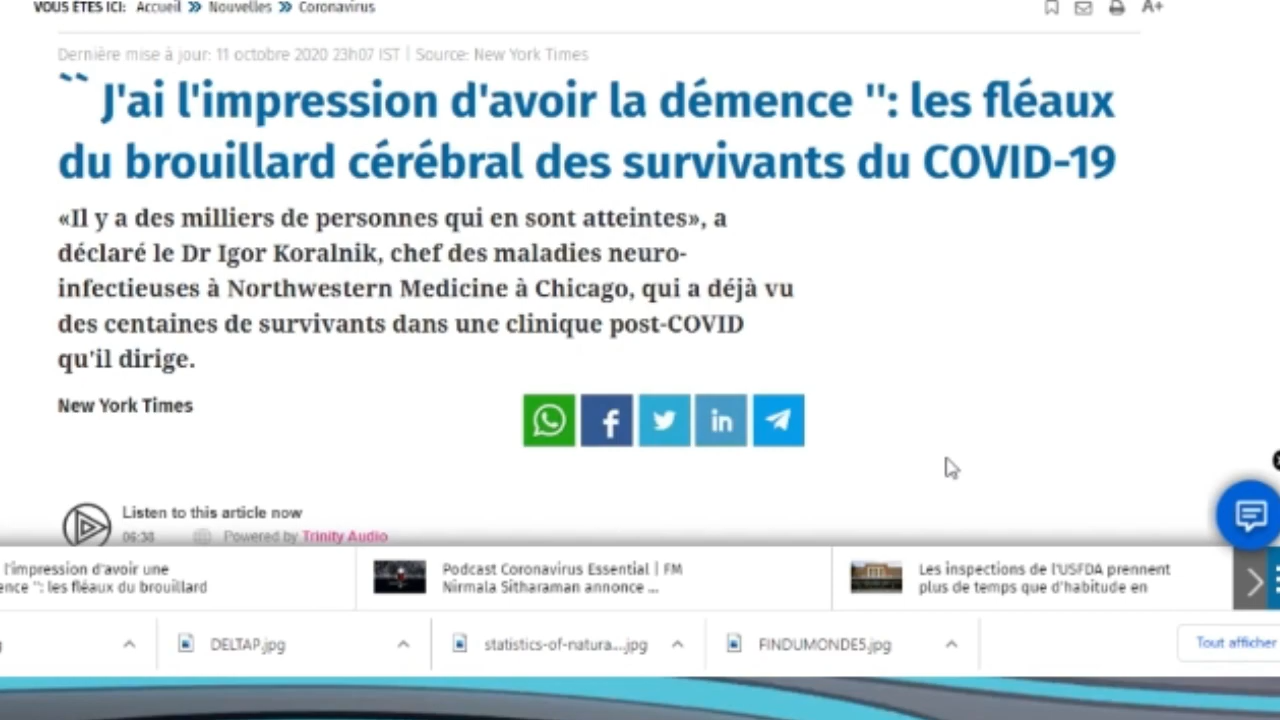 VOUS ÊTES ICI: Accueil » Nouvelles » Coronavirus
A+
Dernière mise à jour: 11 octobre 2020 23h07 IST | Source: New York Times
`` J'ai l'impression d'avoir la démence '': les fléaux
du brouillard cérébral des survivants du COVID-19
«Il y a des milliers de personnes qui en sont atteintes», a
déclaré le Dr Igor Koralnik, chef des maladies neuro-
infectieuses à Northwestern Medicine à Chicago, qui a déjà vu
des centaines de survivants dans une clinique post-COVID
qu'il dirige.
New York Times
in
Listen to this article now
06:38 Powered by Trinity Audio
l'impression d'avoir une
ence '': les fléaux du brouillard
Podcast Coronavirus Essential | FM
Nirmala Sitharaman annonce ...
Les inspections de l'USFDA prennent
plus de temps que d'habitude en
DELTAP.jpg
statistics-of-natura....jpg
FINDUMONDE5.jpg
Tout afficher